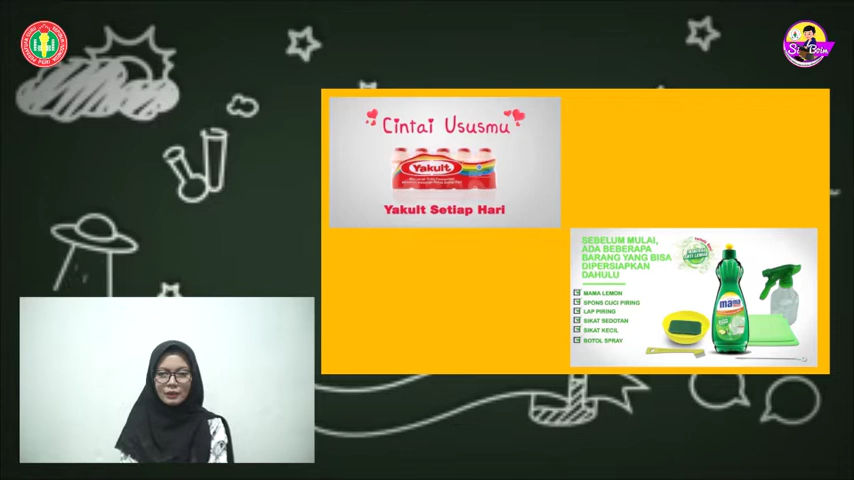 Si Boim
Cintai Ususmu
Yakult
Yakult Setiap Hari
SEBELUM MULAI,
ADA BEBERAPA
BARANG YANG BISA
DIPERSIAPKAN
DAHULU
MAMA LEMON
SPONS CUCI PIRING
LAP PIRING
SIKAT SEDOTAN
SIKAT KECIL
BOTOL SPRAY
mama